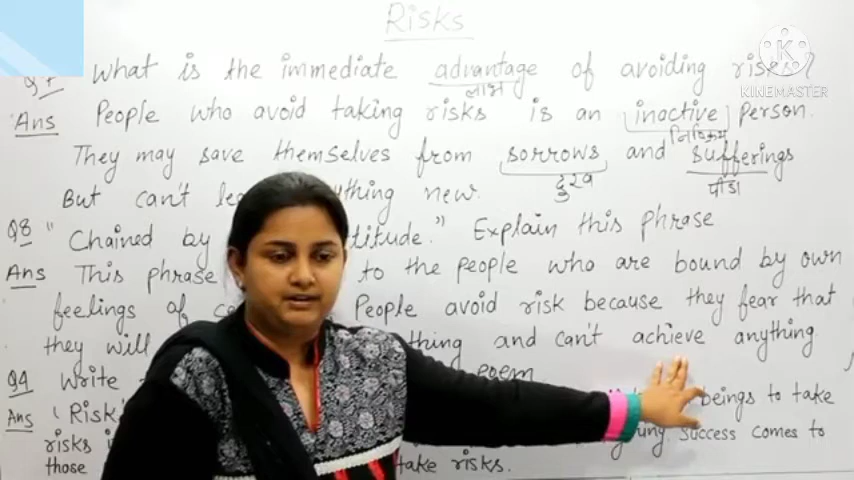 Risks
Q7 What is the immediate advantage of avoiding risks?
लाभ
KINEMASTER
Ans People who avoid taking risks is an inactive person.
निष्क्रिय
They may save themselves from sorrows and sufferings
दुःख पीड़ा
But can't anything new.
Q8 "Chained by titude." Explain this phrase
Ans This phrase to the people who are bound by own
feelings of People avoid risk because they fear that
they will thing and can't achieve anything
Q4 Write poem
Ans 'Risk' beings to take
risks success comes to
those take risks.